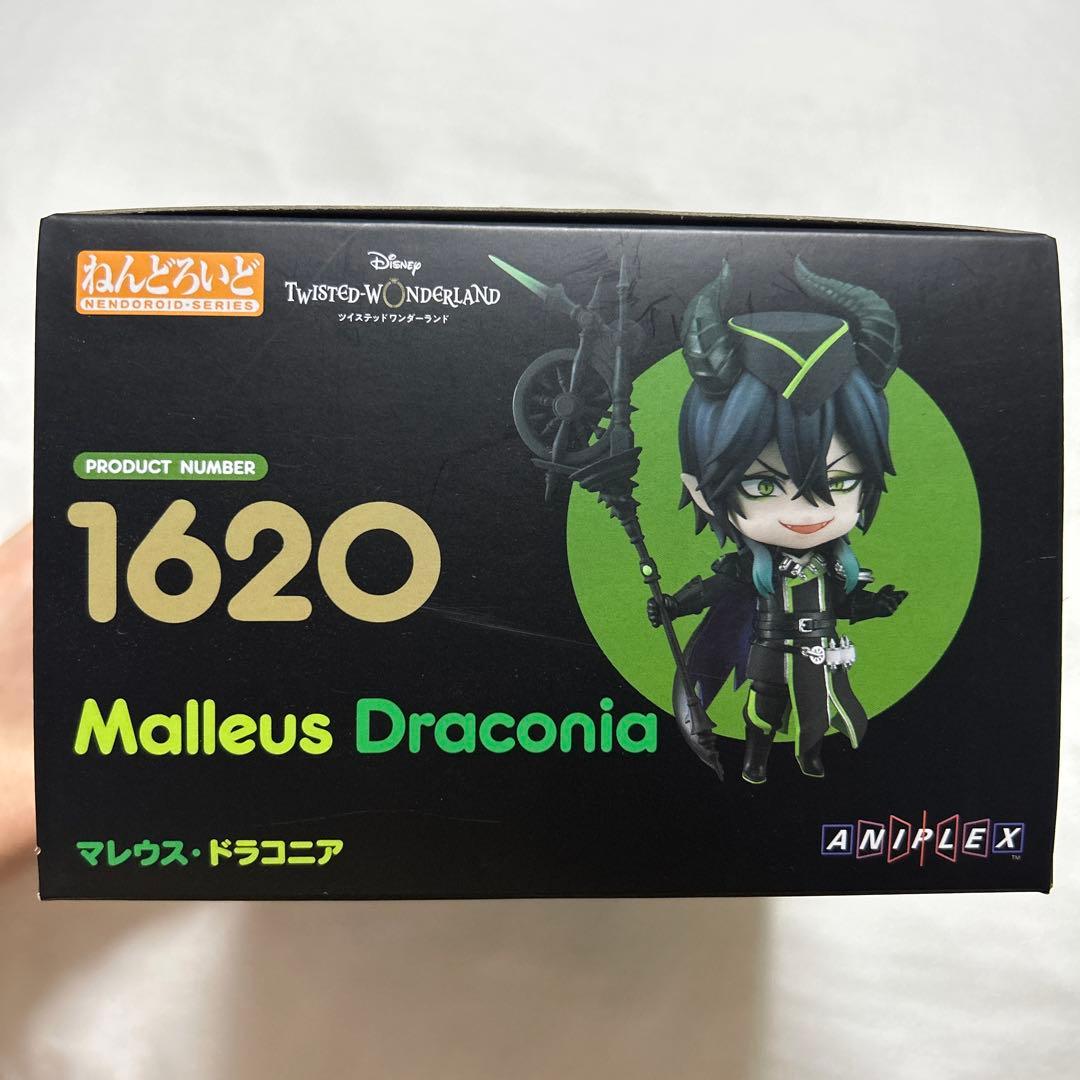 ねんどろいど
NENDOROID・SERIES
Disney
TWISTED-WONDERLAND
ツイステッドワンダーランド
PRODUCT NUMBER
1620
Malleus Draconia
マレウス・ドラコニア
ANIPLEX
TM